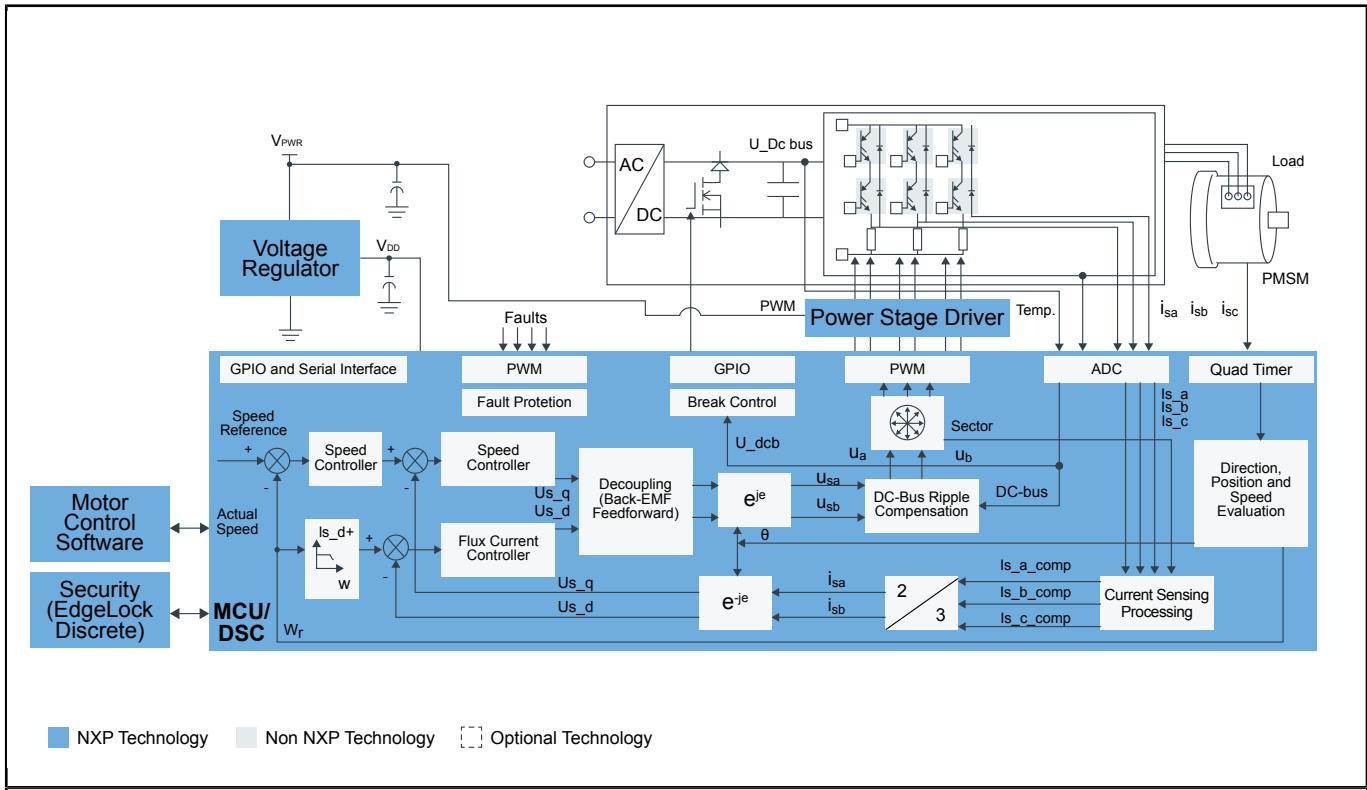 V PWR
U_Dc bus
AC
DC
Load
Voltage
Regulator
V DD
PMSM
Faults
PWM
Power Stage Driver
Temp.
isa isb isc
GPIO and Serial Interface
PWM
GPIO
PWM
ADC
Quad Timer
Fault Protetion
Break Control
Is_a
Is_b
Is_c
Speed
Reference
+
-
Speed
Controller
+
-
Speed
Controller
U_dcb
ua
ub
Sector
Us_q
Us_d
Decoupling
(Back-EMF
Feedforward)
e je
usa
usb
DC-Bus Ripple
Compensation
DC-bus
Direction,
Position and
Speed
Evaluation
Motor
Control
Software
Actual
Speed
Is_d+
w
+
-
Flux Current
Controller
θ
Us_q
Us_d
e -je
isa
isb
2
3
Is_a_comp
Is_b_comp
Is_c_comp
Current Sensing
Processing
Security
(EdgeLock
Discrete)
MCU/
DSC
Wr
NXP Technology
Non NXP Technology
Optional Technology